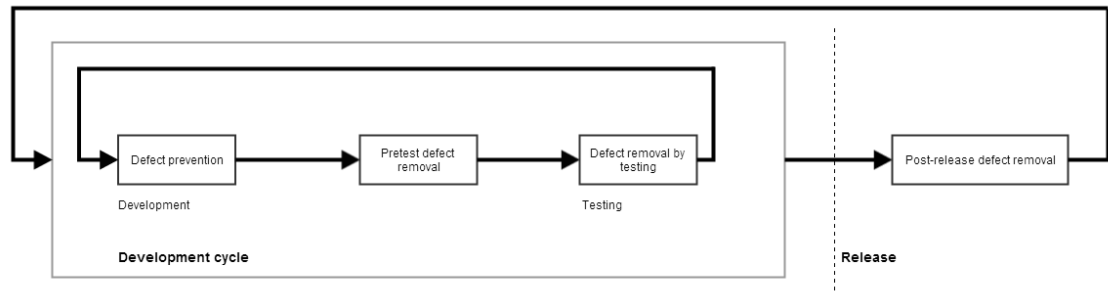 Defect prevention
Pretest defect
removal
Defect removal by
testing
Post-release defect removal
Development
Testing
Development cycle
Release